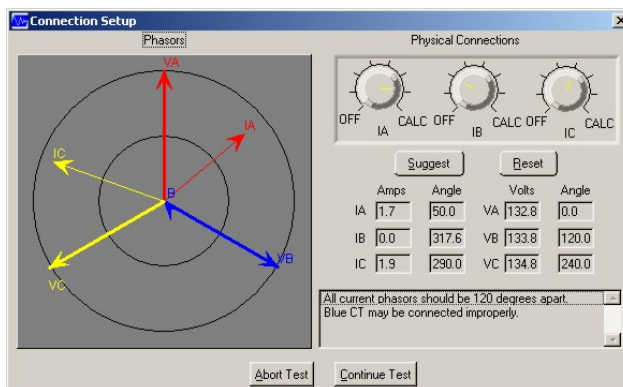 Connection Setup
Phasors
VA
IA
IC
B
VB
VC
Physical Connections
OFF CALC OFF CALC OFF CALC
IA IB IC
Suggest Reset
Amps Angle Volts Angle
IA 1.7 50.0 VA 132.8 0.0
IB 0.0 317.6 VB 133.8 120.0
IC 1.9 290.0 VC 134.8 240.0
All current phasors should be 120 degrees apart.
Blue CT may be connected improperly.
Abort Test Continue Test